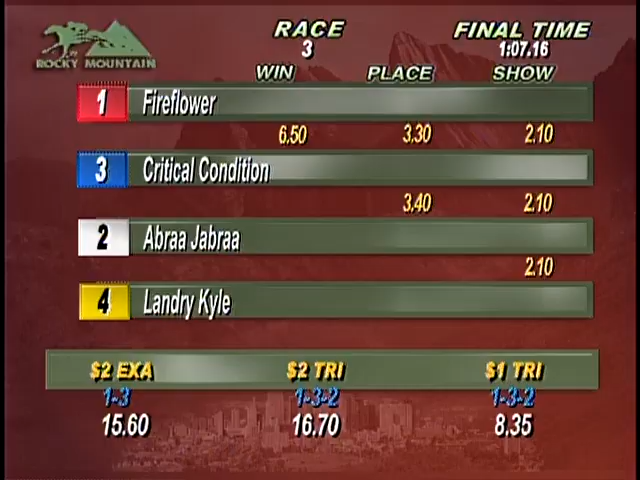 RACE
3
FINAL TIME
1:07.16
ROCKY MOUNTAIN
WIN PLACE SHOW
1 Fireflower
6.50 3.30 2.10
3 Critical Condition
3.40 2.10
2 Abraa Jabraa
2.10
4 Landry Kyle
$2 EXA $2 TRI $1 TRI
1-3 1-3-2 1-3-2
15.60 16.70 8.35